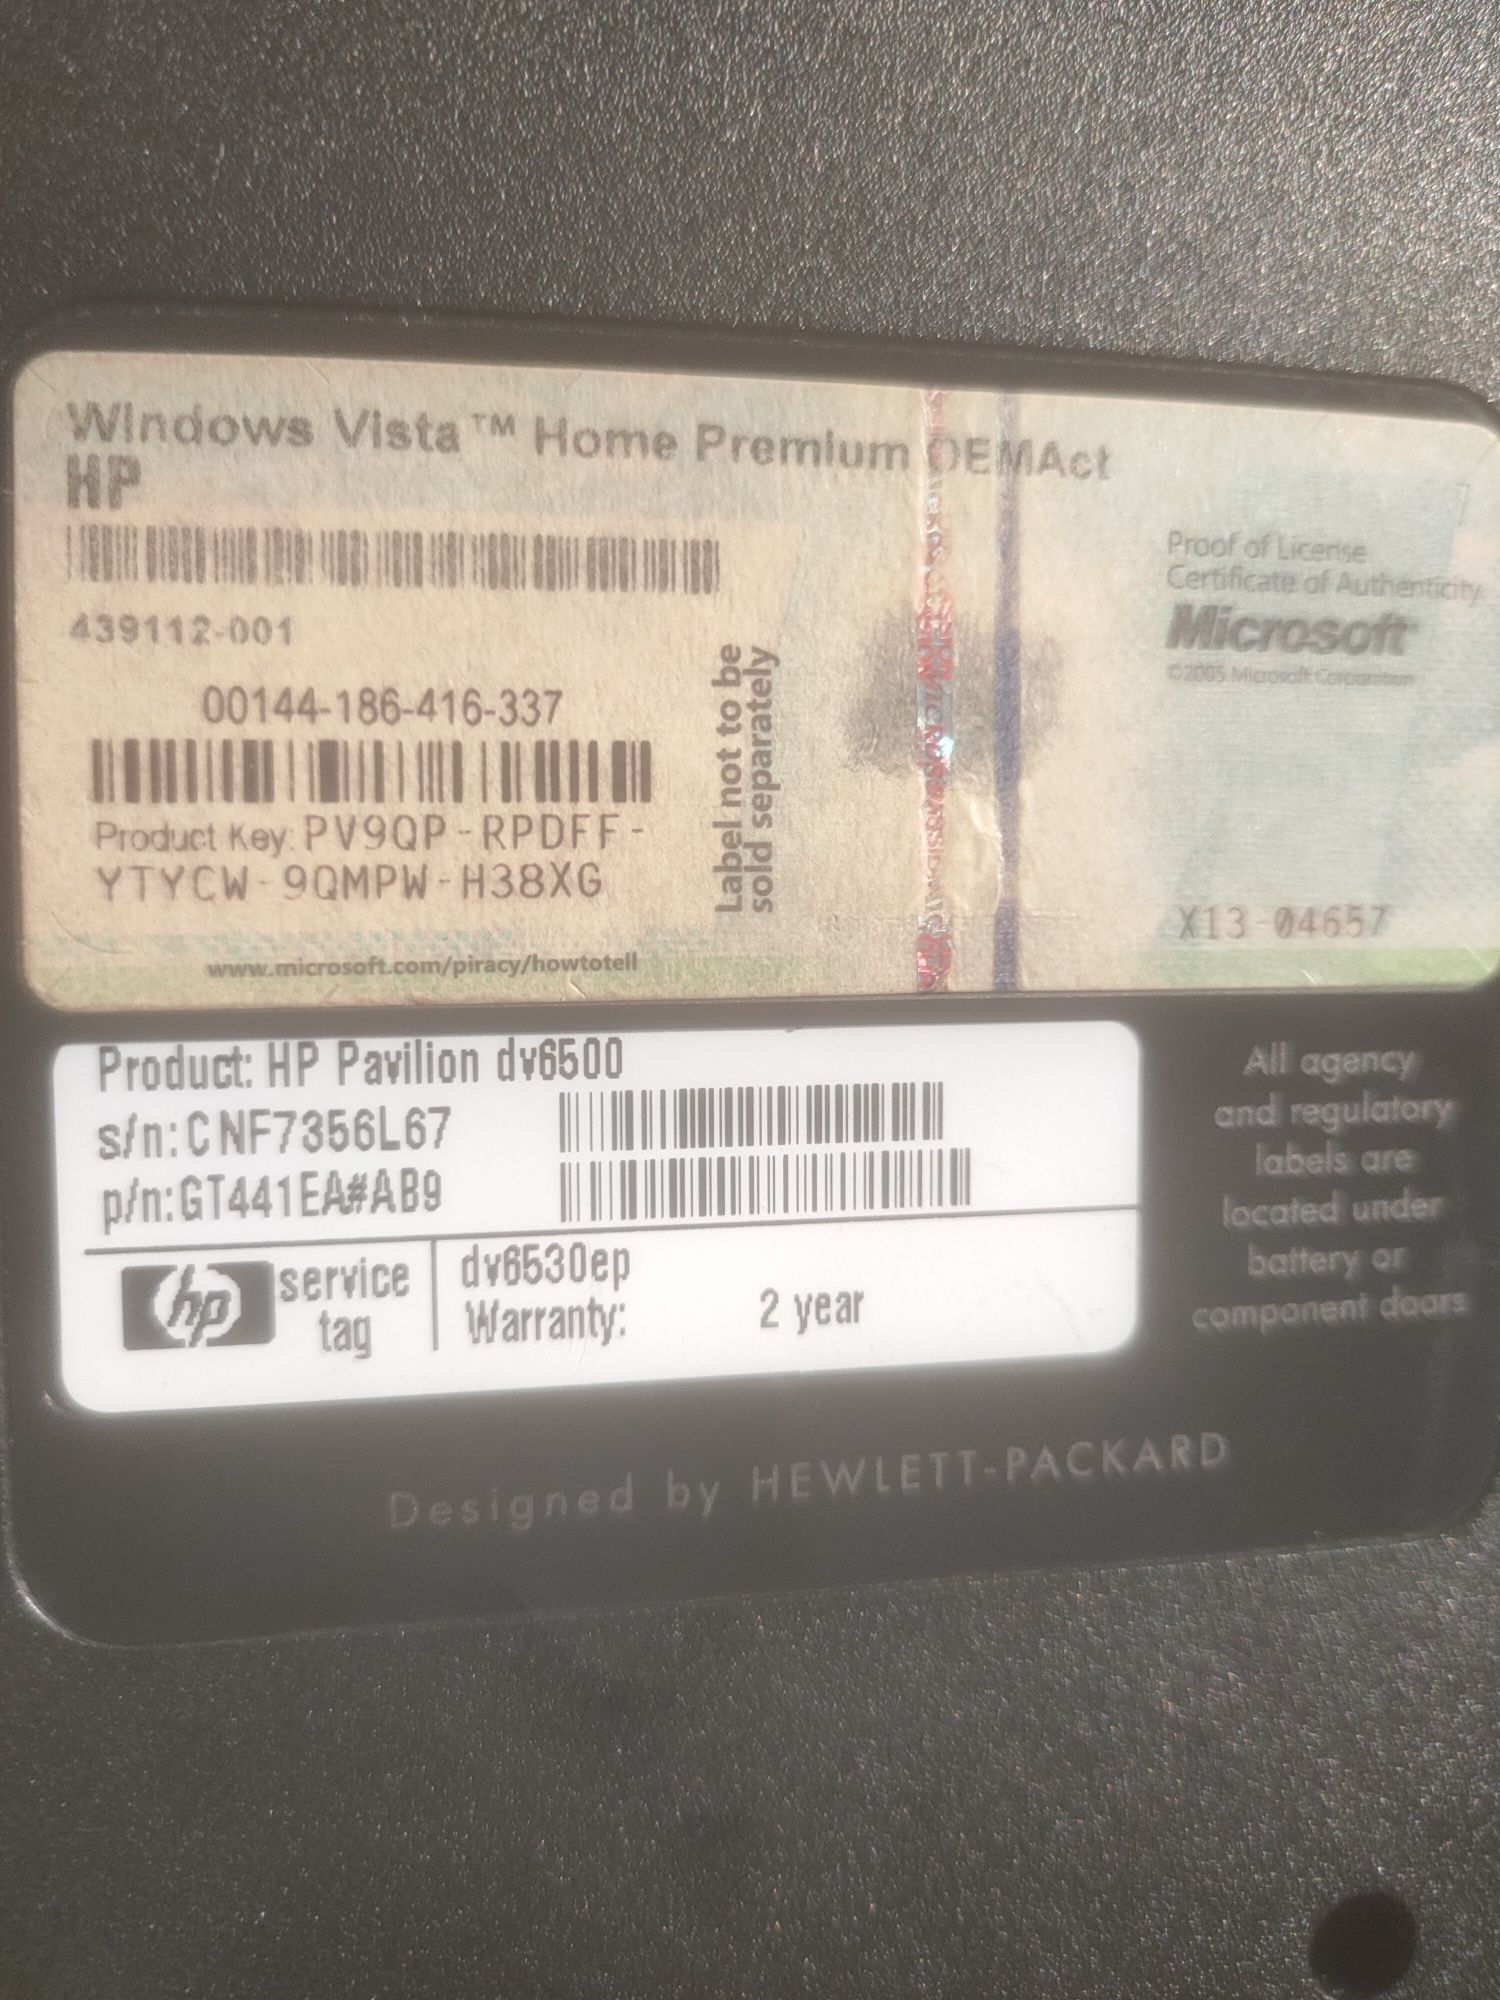 Windows Vista™ Home Premium OEMAct
HP
439112-001
00144-186-416-337
Product Key: PV9QP-RPDFF-
YTYCW-9QMPW-H38XG
www.microsoft.com/piracy/howtotell
Label not to be
sold separately
Proof of License
Certificate of Authenticity
Microsoft
©2005 Microsoft Corporation
X13-04657
Product: HP Pavilion dv6500
s/n:CNF7356L67
p/n:GT441EA#AB9
hp service
tag
dv6530ep
Warranty: 2 year
All agency
and regulatory
labels are
located under
battery or
component doors
Designed by HEWLETT-PACKARD